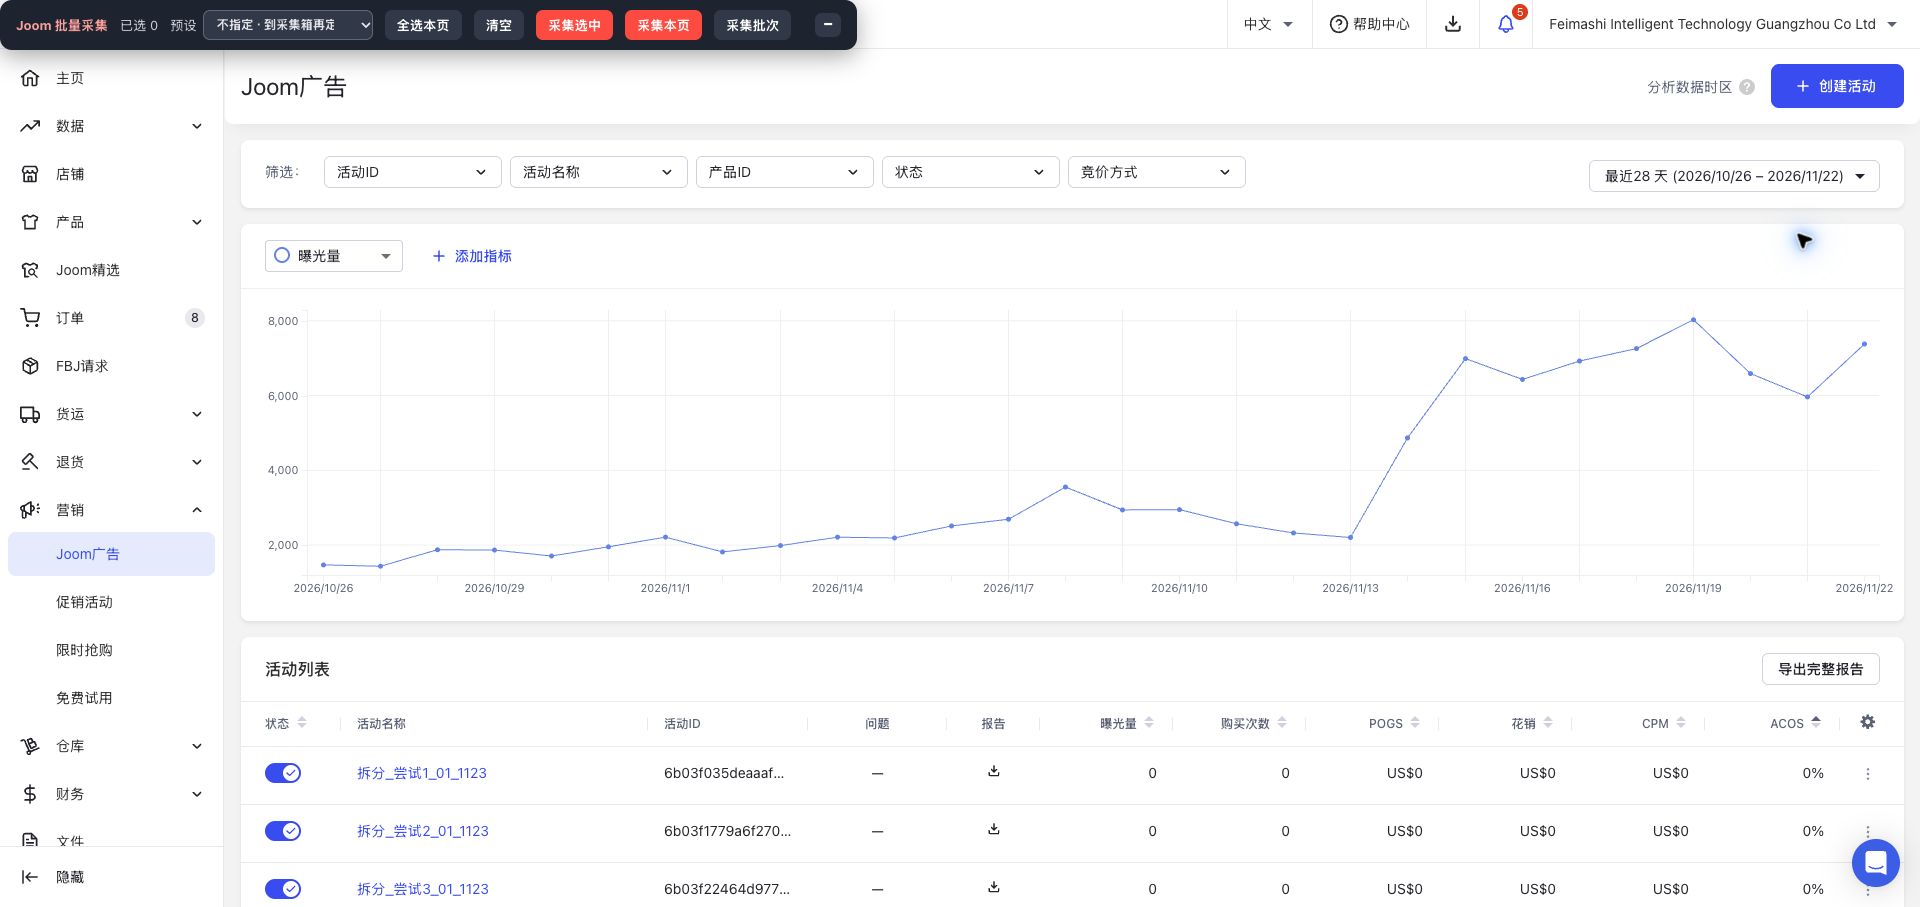 Joom 批量采集 已选 0 预设 不指定 · 到采集箱再定 全选本页 清空 采集选中 采集本页 采集批次 −
中文 帮助中心 5 Feimashi Intelligent Technology Guangzhou Co Ltd
主页
数据
店铺
产品
Joom精选
订单 8
FBJ请求
货运
退货
营销
Joom广告
促销活动
限时抢购
免费试用
仓库
财务
文件
隐藏
Joom广告
分析数据时区 ? + 创建活动
筛选: 活动ID 活动名称 产品ID 状态 竞价方式 最近28 天 (2026/10/26 – 2026/11/22)
曝光量 + 添加指标
8,000
6,000
4,000
2,000
2026/10/26 2026/10/29 2026/11/1 2026/11/4 2026/11/7 2026/11/10 2026/11/13 2026/11/16 2026/11/19 2026/11/22
活动列表 导出完整报告
状态 活动名称 活动ID 问题 报告 曝光量 购买次数 POGS 花销 CPM ACOS
拆分_尝试1_01_1123 6b03f035deaaaf... — 0 0 US$0 US$0 US$0 0%
拆分_尝试2_01_1123 6b03f1779a6f270... — 0 0 US$0 US$0 US$0 0%
拆分_尝试3_01_1123 6b03f22464d977... — 0 0 US$0 US$0 US$0 0%